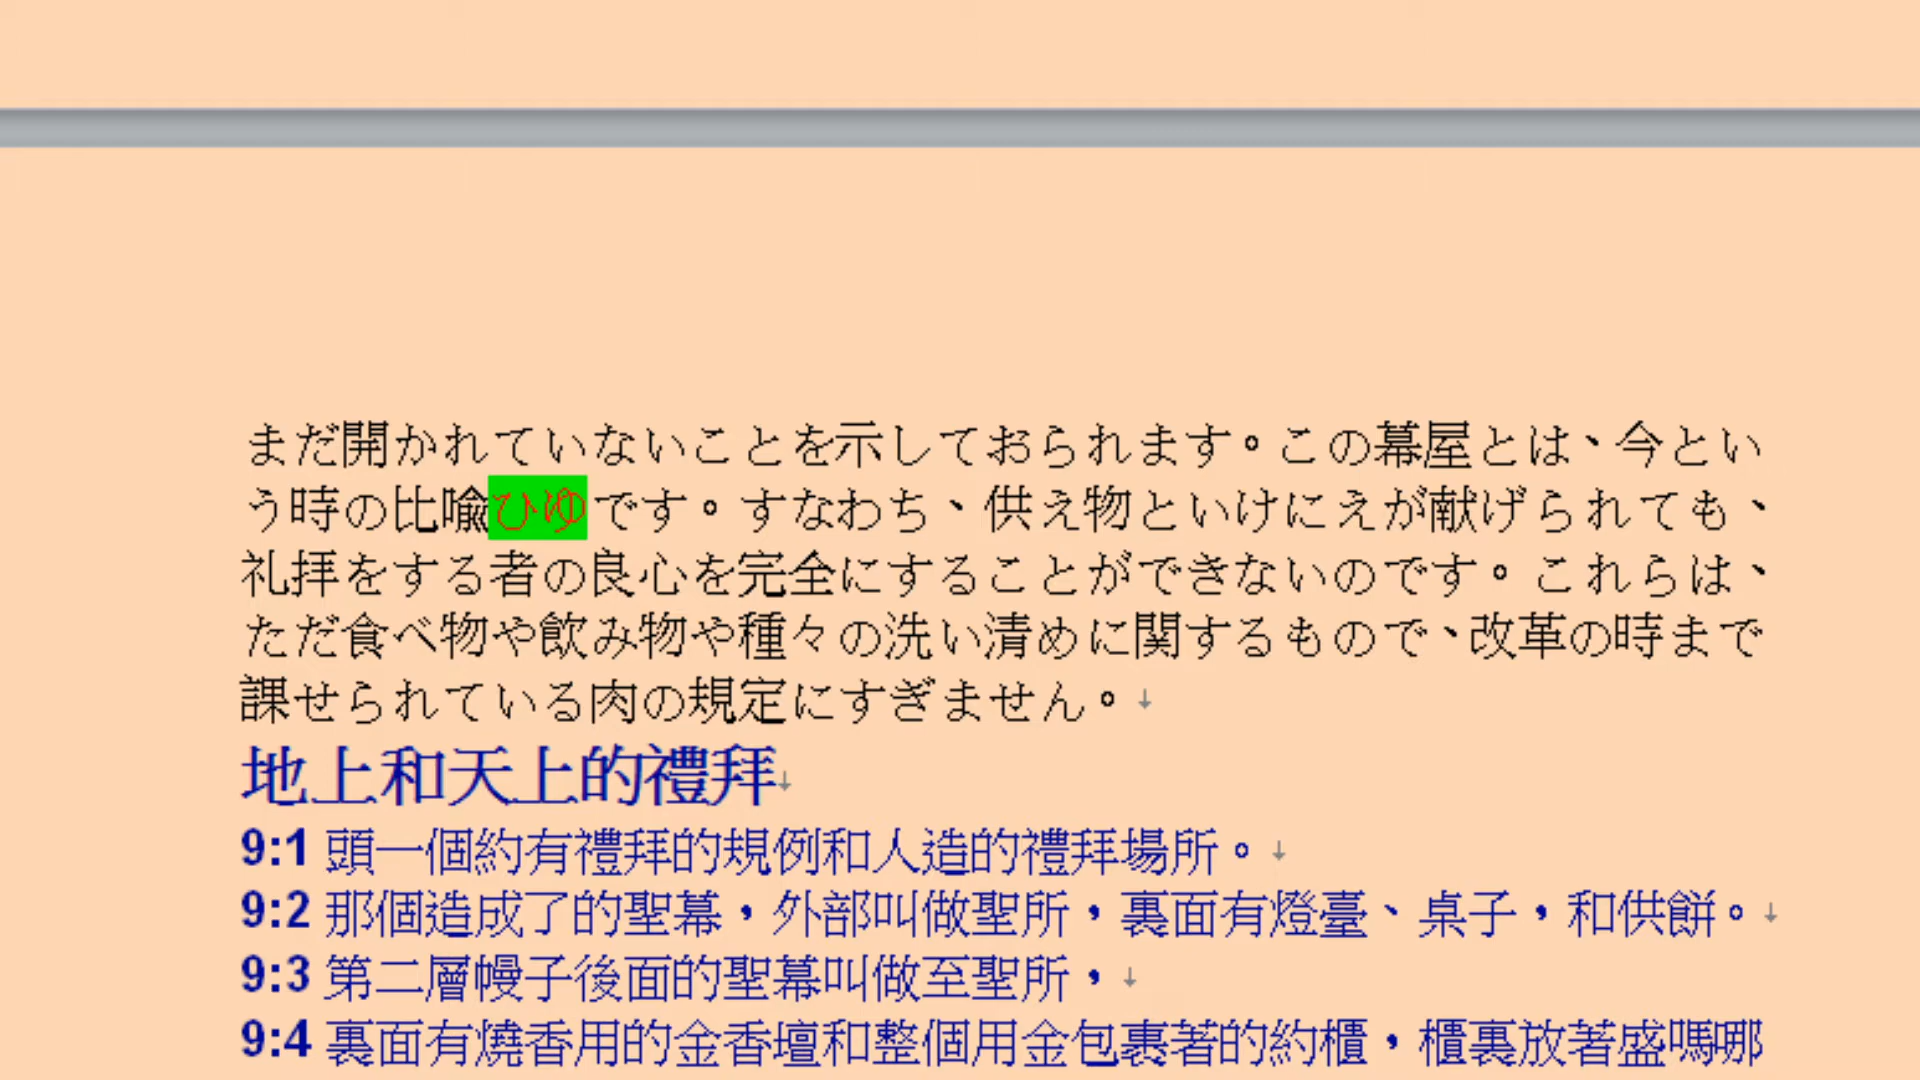 まだ開かれていないことを示しておられます。この幕屋とは、今とい
う時の比喩ひゆです。すなわち、供え物といけにえが献げられても、
礼拝をする者の良心を完全にすることができないのです。これらは、
ただ食べ物や飲み物や種々の洗い清めに関するもので、改革の時まで
課せられている肉の規定にすぎません。↓
地上和天上的禮拜↓
9:1 頭一個約有禮拜的規例和人造的禮拜場所。↓
9:2 那個造成了的聖幕，外部叫做聖所，裏面有燈臺、桌子，和供餅。↓
9:3 第二層幔子後面的聖幕叫做至聖所，↓
9:4 裏面有燒香用的金香壇和整個用金包裹著的約櫃，櫃裏放著盛嗎哪